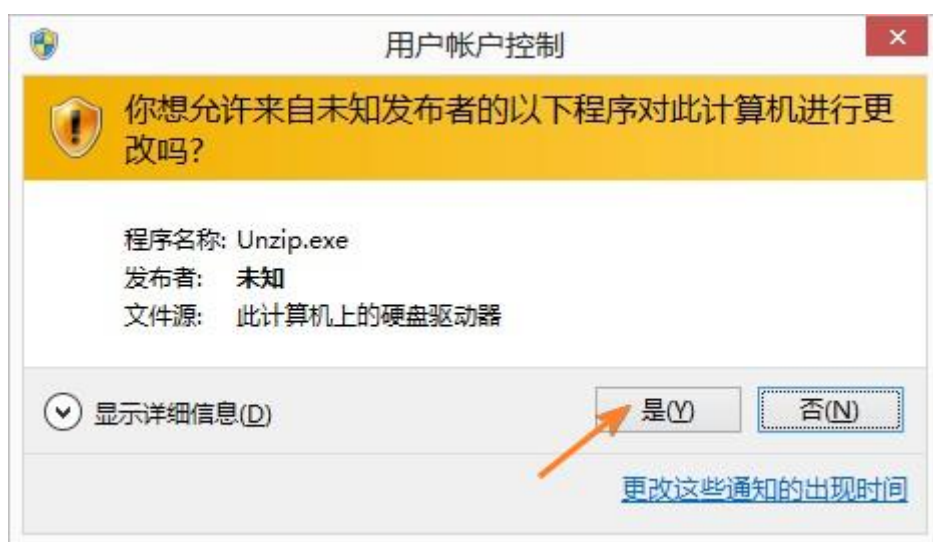 用户帐户控制
你想允许来自未知发布者的以下程序对此计算机进行更
改吗?
程序名称: Unzip.exe
发布者: 未知
文件源: 此计算机上的硬盘驱动器
显示详细信息(D) 是(Y) 否(N)
更改这些通知的出现时间